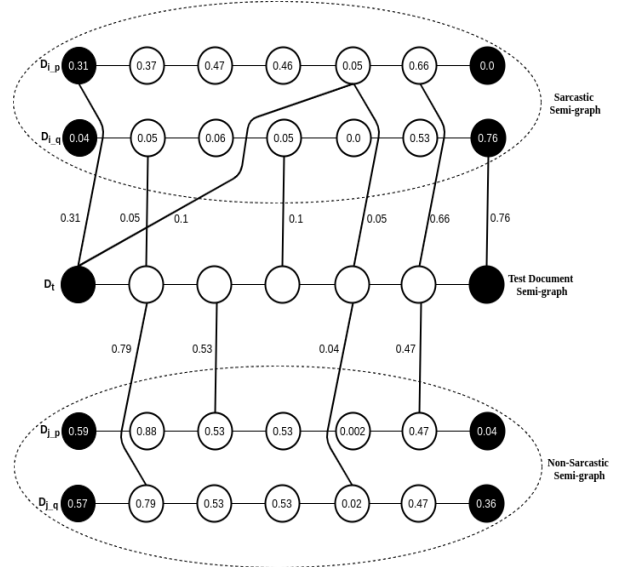 D_i_p 0.31 0.37 0.47 0.46 0.05 0.66 0.0
Sarcastic
Semi-graph
D_i_q 0.04 0.05 0.06 0.05 0.0 0.53 0.76
0.31 0.05 0.1 0.1 0.05 0.66 0.76
D_t
Test Document
Semi-graph
0.79 0.53 0.04 0.47
D_j_p 0.59 0.88 0.53 0.53 0.002 0.47 0.04
Non-Sarcastic
Semi-graph
D_j_q 0.57 0.79 0.53 0.53 0.02 0.47 0.36